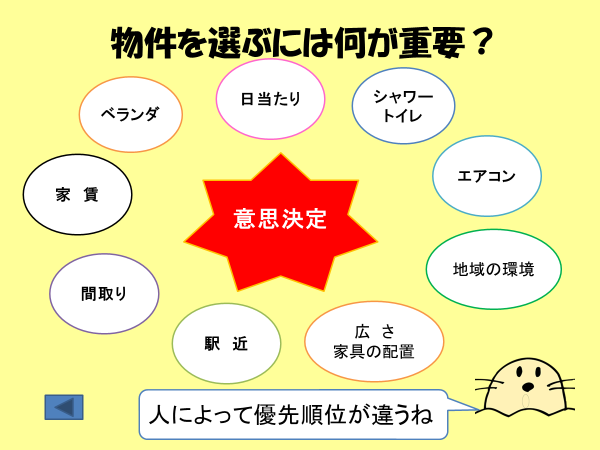 物件を選ぶには何が重要？
日当たり
シャワー
トイレ
ベランダ
エアコン
家　賃
意思決定
地域の環境
間取り
駅　近
広　さ
家具の配置
人によって優先順位が違うね